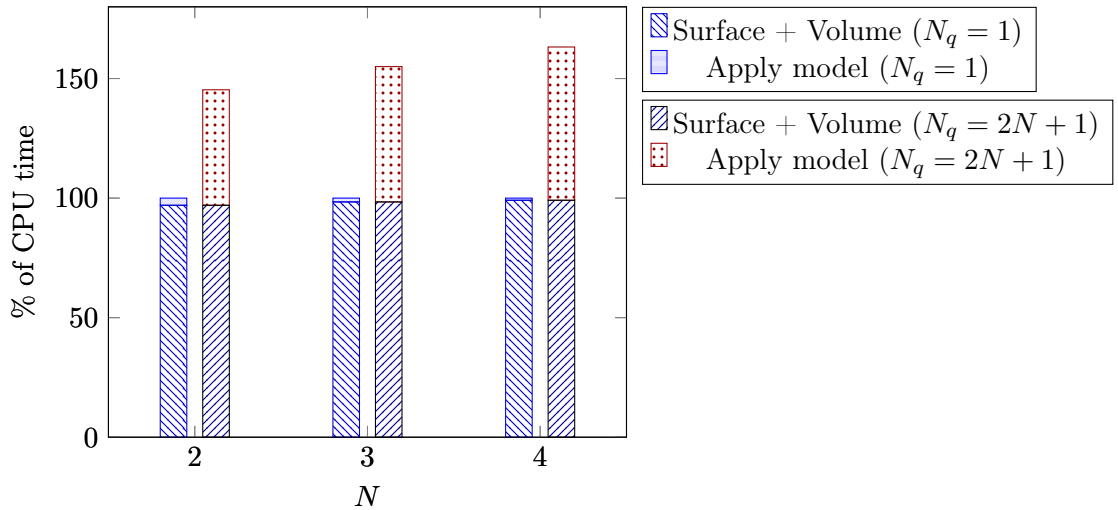 % of CPU time
150
100
50
0
2 3 4
N
Surface + Volume (N_q = 1)
Apply model (N_q = 1)
Surface + Volume (N_q = 2N + 1)
Apply model (N_q = 2N + 1)